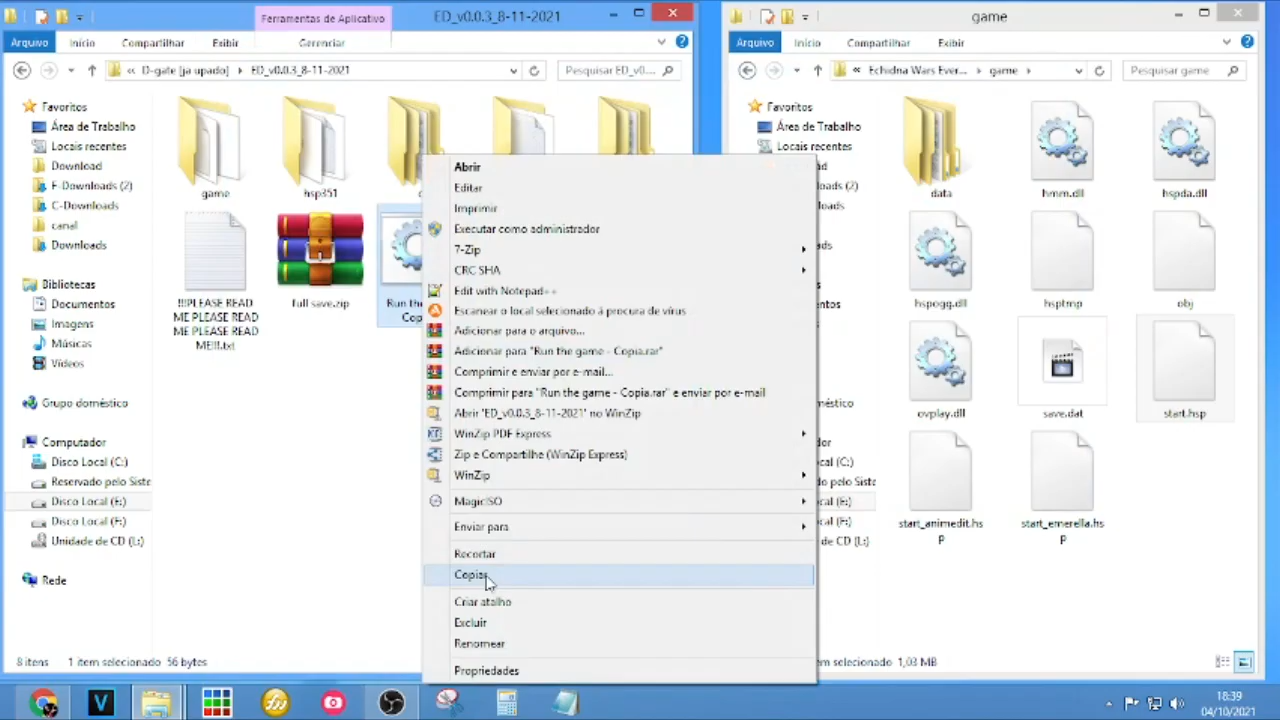 Ferramentas de Aplicativo
ED_v0.0.3_8-11-2021
Arquivo
Início
Compartilhar
Exibir
Gerenciar
« D-gate [ja upado]
ED_v0.0.3_8-11-2021
Pesquisar ED_v0....
Favoritos
Área de Trabalho
Locais recentes
Download
F-Downloads (2)
C-Downloads
canal
Downloads
Bibliotecas
Documentos
Imagens
Músicas
Vídeos
Grupo doméstico
Computador
Disco Local (C:)
Reservado pelo Siste
Disco Local (E:)
Disco Local (F:)
Unidade de CD (L:)
Rede
game
hsp351
!!!PLEASE READ
ME PLEASE READ
ME PLEASE READ
ME!!!.txt
full save.zip
Run the
Cop
8 itens
1 item selecionado 56 bytes
Abrir
Editar
Imprimir
Executar como administrador
7-Zip
CRC SHA
Edit with Notepad++
Escanear o local selecionado à procura de vírus
Adicionar para o arquivo...
Adicionar para "Run the game - Copia.rar"
Comprimir e enviar por e-mail...
Comprimir para "Run the game - Copia.rar" e enviar por e-mail
Abrir 'ED_v0.0.3_8-11-2021' no WinZip
WinZip PDF Express
Zip e Compartilhe (WinZip Express)
WinZip
MagicISO
Enviar para
Recortar
Copiar
Criar atalho
Excluir
Renomear
Propriedades
game
Arquivo
Início
Compartilhar
Exibir
« Echidna Wars Ever...
game
Pesquisar game
Favoritos
Área de Trabalho
Locais recentes
ad
oads (2)
oads
ads
ntos
méstico
dor
cal (C:)
do pelo Siste
cal (E:)
cal (F:)
de CD (L:)
data
hmm.dll
hspda.dll
hspogg.dll
hsptmp
obj
ovplay.dll
save.dat
start.hsp
start_animedit.hs
p
start_emerella.hs
p
em selecionado 1,03 MB
18:39
04/10/2021